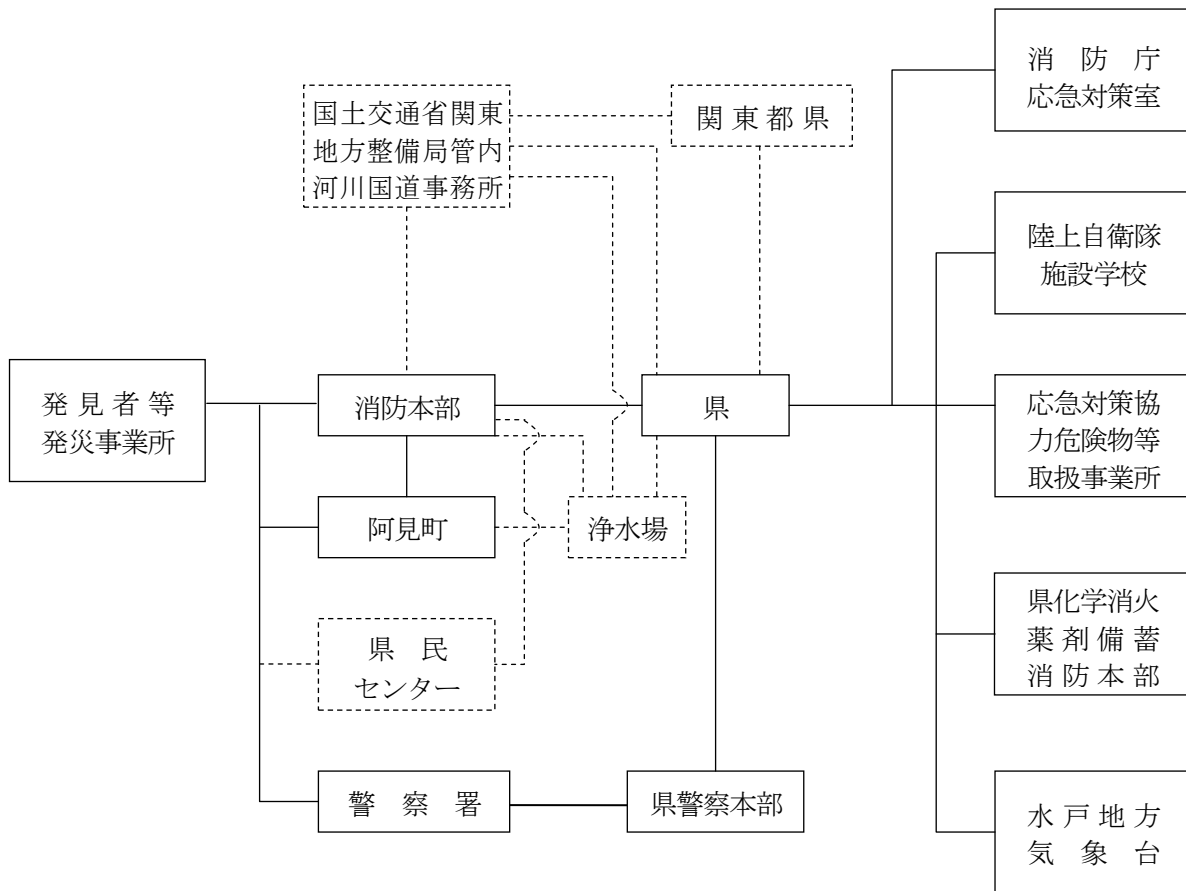 消防庁
応急対策室
国土交通省関東
地方整備局管内
河川国道事務所
関東都県
陸上自衛隊
施設学校
発見者等
発災事業所
消防本部
県
応急対策協
力危険物等
取扱事業所
阿見町
浄水場
県民
センター
県化学消火
薬剤備蓄
消防本部
警察署
県警察本部
水戸地方
気象台